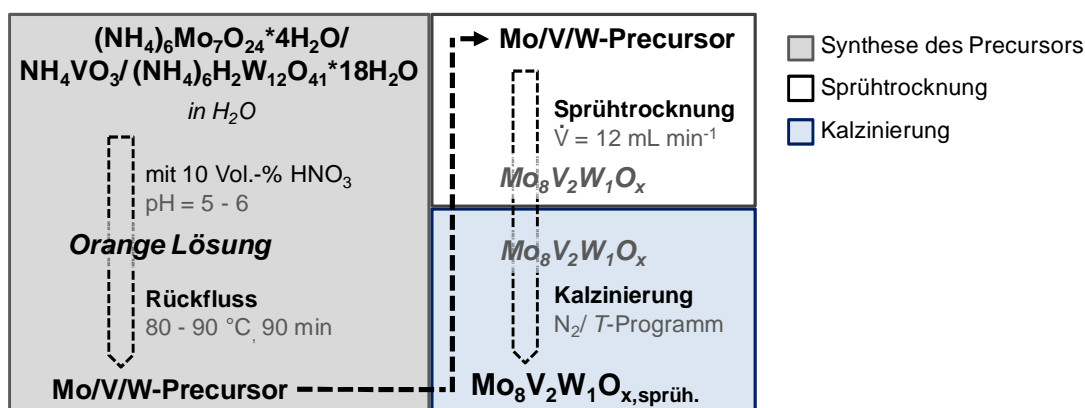 (NH₄)₆Mo₇O₂₄*4H₂O/
NH₄VO₃/ (NH₄)₆H₂W₁₂O₄₁*18H₂O
in H₂O
mit 10 Vol.-% HNO₃
pH = 5 - 6
Orange Lösung
Rückfluss
80 - 90 °C, 90 min
Mo/V/W-Precursor
Mo/V/W-Precursor
Sprühtrocknung
V̇ = 12 mL min⁻¹
Mo₈V₂W₁Oₓ
Mo₈V₂W₁Oₓ
Kalzinierung
N₂/ T-Programm
Mo₈V₂W₁Oₓ,sprüh.
Synthese des Precursors
Sprühtrocknung
Kalzinierung